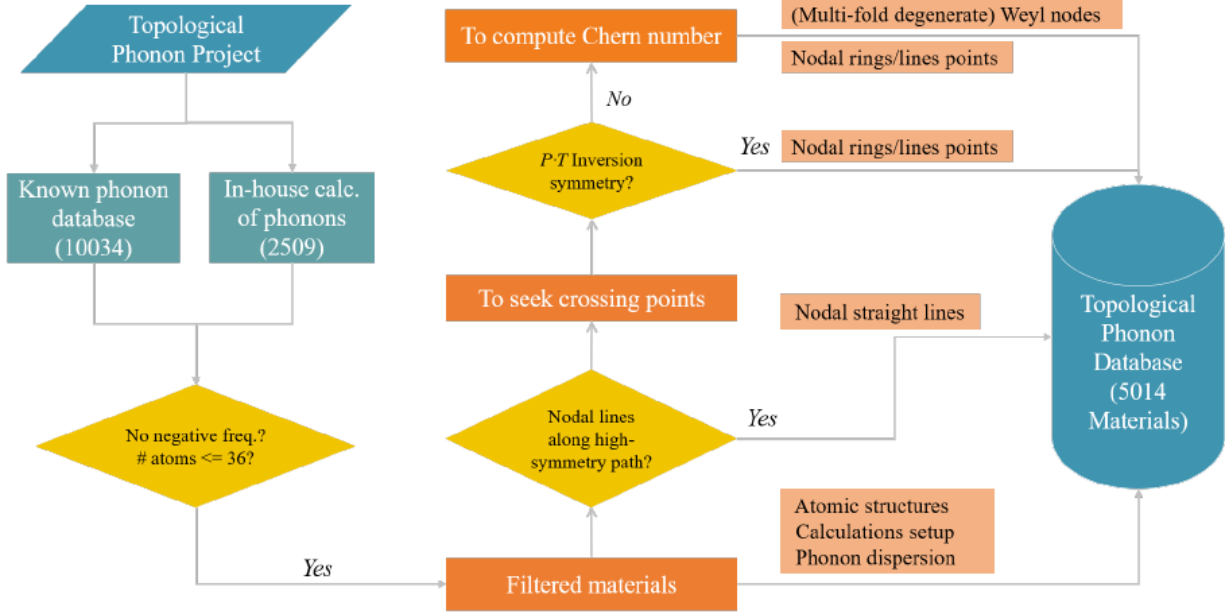 Topological
Phonon Project
Known phonon
database
(10034)
In-house calc.
of phonons
(2509)
No negative freq.?
# atoms <= 36?
Yes
Filtered materials
Atomic structures
Calculations setup
Phonon dispersion
Nodal lines
along high-
symmetry path?
Yes
Nodal straight lines
To seek crossing points
P·T Inversion
symmetry?
Yes
Nodal rings/lines points
No
To compute Chern number
(Multi-fold degenerate) Weyl nodes
Nodal rings/lines points
Topological
Phonon
Database
(5014
Materials)